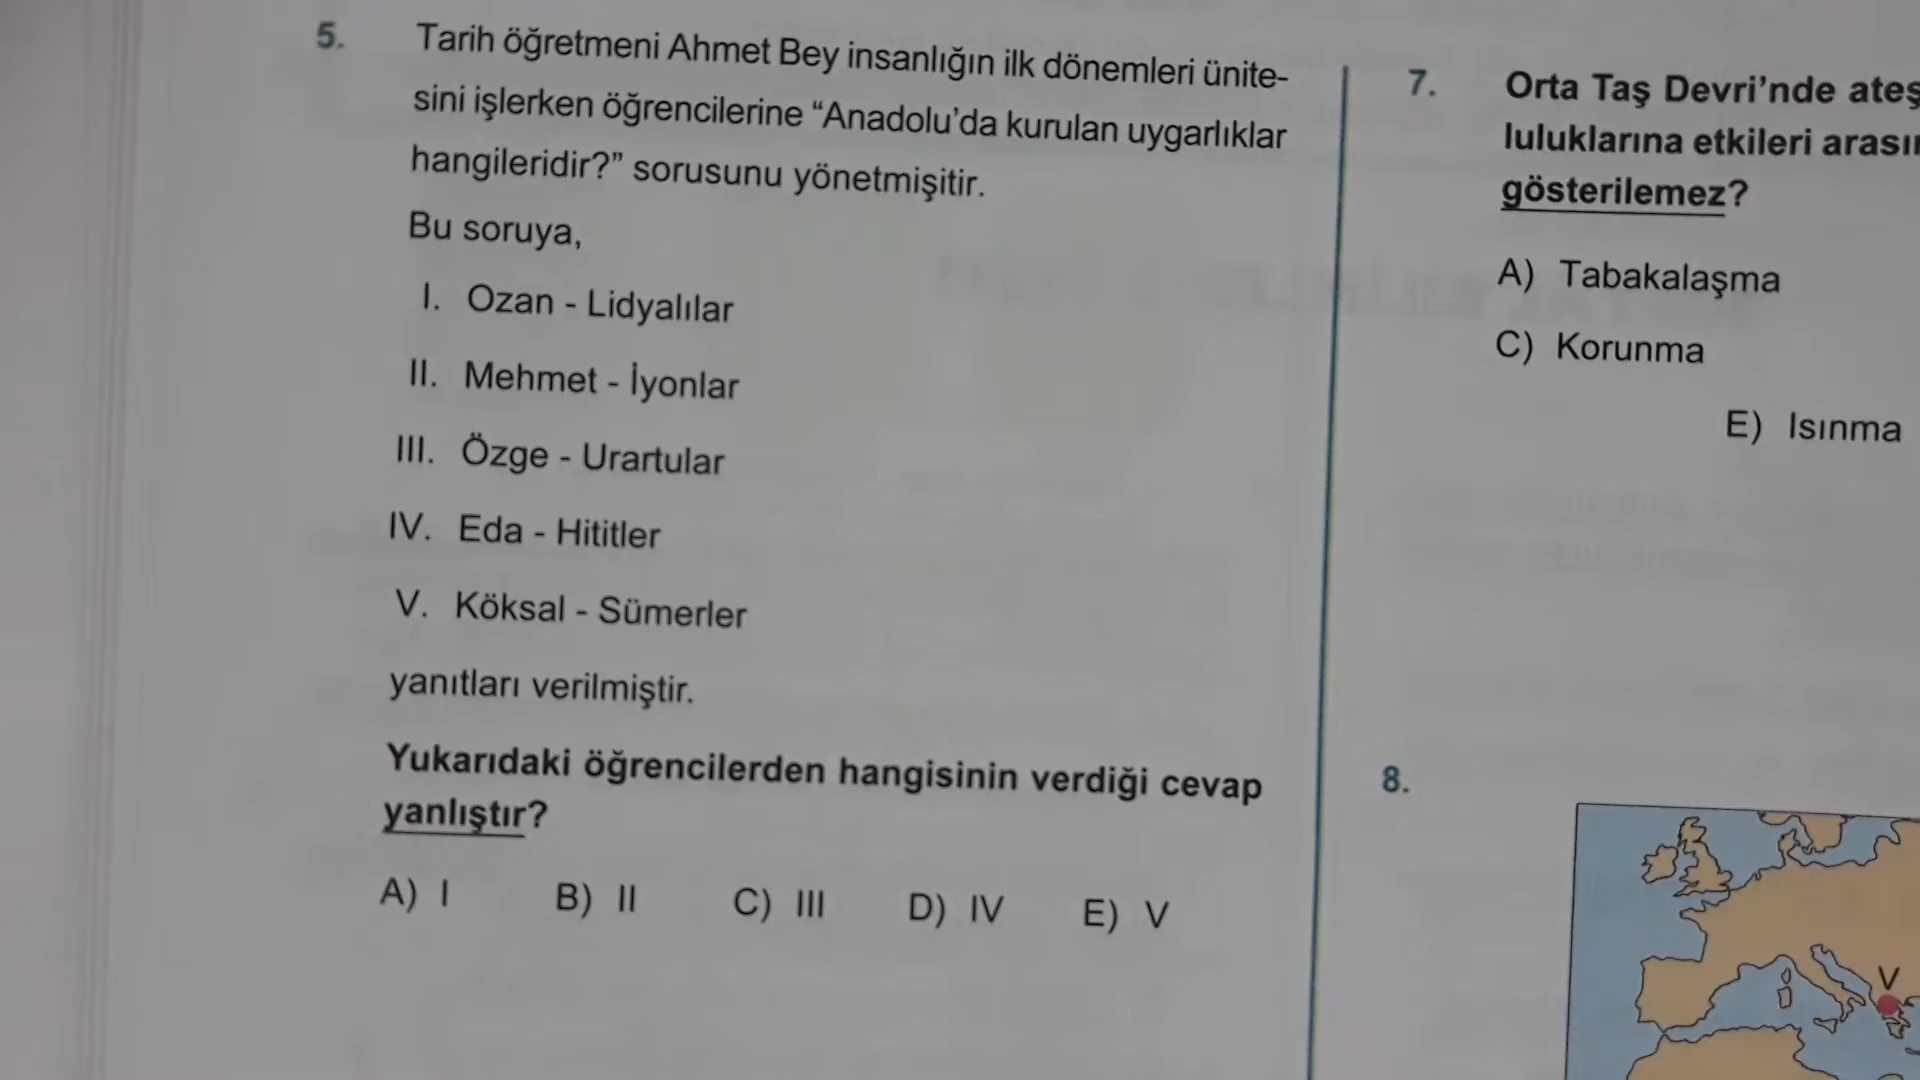 5.
Tarih öğretmeni Ahmet Bey insanlığın ilk dönemleri ünite-
sini işlerken öğrencilerine “Anadolu’da kurulan uygarlıklar
hangileridir?” sorusunu yönetmişitir.
Bu soruya,
I. Ozan - Lidyalılar
II. Mehmet - İyonlar
III. Özge - Urartular
IV. Eda - Hititler
V. Köksal - Sümerler
yanıtları verilmiştir.
Yukarıdaki öğrencilerden hangisinin verdiği cevap
yanlıştır?
A) I B) II C) III D) IV E) V
7.
Orta Taş Devri’nde ateş
luluklarına etkileri arasın
gösterilemez?
A) Tabakalaşma
C) Korunma
E) Isınma
8.
V